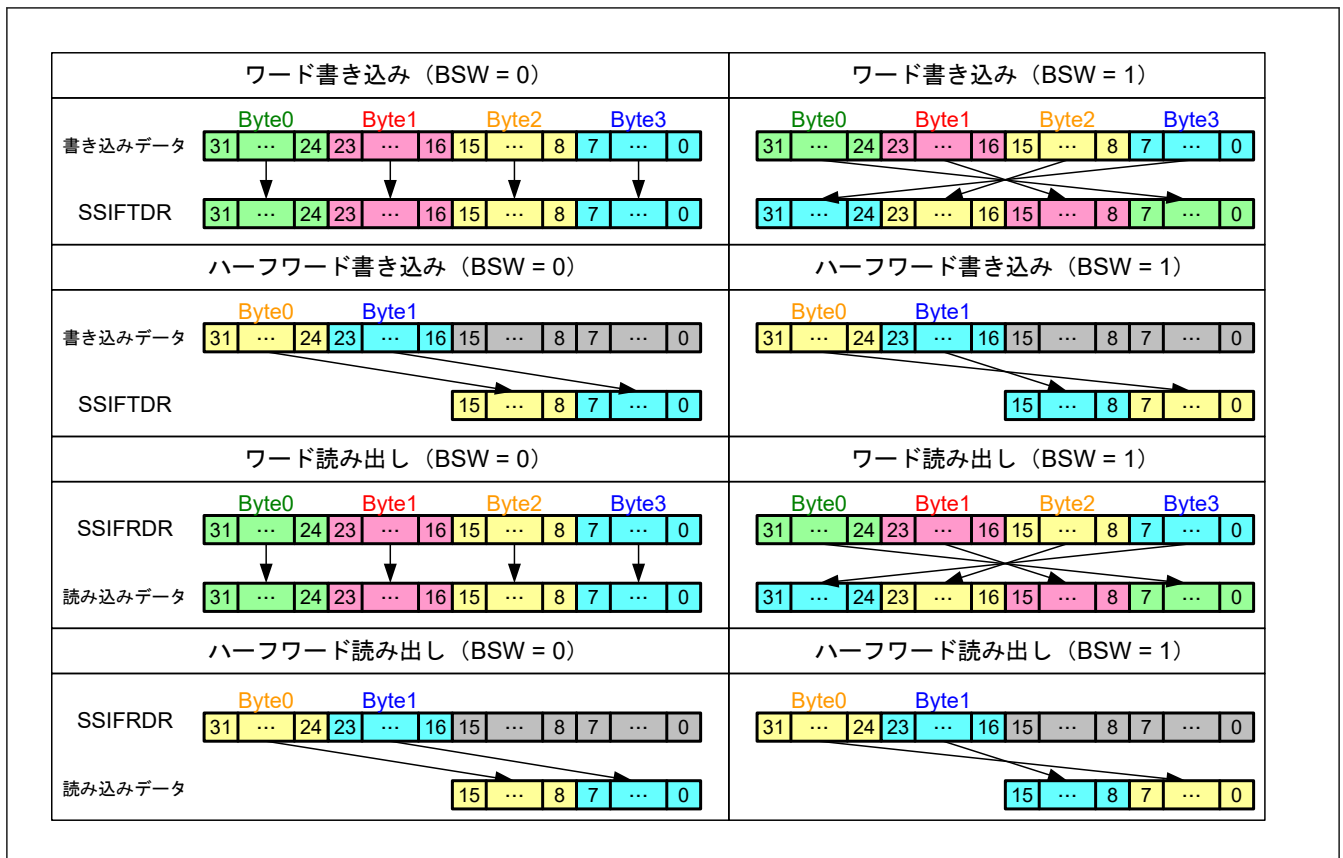 ワード書き込み（BSW = 0） ワード書き込み（BSW = 1）
Byte0 Byte1 Byte2 Byte3 Byte0 Byte1 Byte2 Byte3
書き込みデータ 31 … 24 23 … 16 15 … 8 7 … 0 31 … 24 23 … 16 15 … 8 7 … 0
SSIFTDR 31 … 24 23 … 16 15 … 8 7 … 0 31 … 24 23 … 16 15 … 8 7 … 0
ハーフワード書き込み（BSW = 0） ハーフワード書き込み（BSW = 1）
Byte0 Byte1 Byte0 Byte1
書き込みデータ 31 … 24 23 … 16 15 … 8 7 … 0 31 … 24 23 … 16 15 … 8 7 … 0
SSIFTDR 15 … 8 7 … 0 15 … 8 7 … 0
ワード読み出し（BSW = 0） ワード読み出し（BSW = 1）
Byte0 Byte1 Byte2 Byte3 Byte0 Byte1 Byte2 Byte3
SSIFRDR 31 … 24 23 … 16 15 … 8 7 … 0 31 … 24 23 … 16 15 … 8 7 … 0
読み込みデータ 31 … 24 23 … 16 15 … 8 7 … 0 31 … 24 23 … 16 15 … 8 7 … 0
ハーフワード読み出し（BSW = 0） ハーフワード読み出し（BSW = 1）
Byte0 Byte1 Byte0 Byte1
SSIFRDR 31 … 24 23 … 16 15 … 8 7 … 0 31 … 24 23 … 16 15 … 8 7 … 0
読み込みデータ 15 … 8 7 … 0 15 … 8 7 … 0